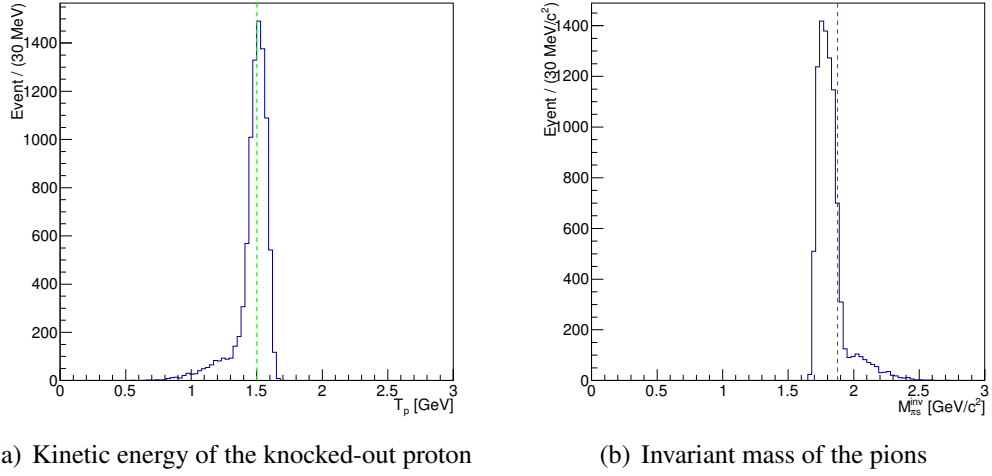 Event / (30 MeV)
1400
1200
1000
800
600
400
200
0
0 0.5 1 1.5 2 2.5 3
T_p [GeV]
Event / (30 MeV/c²)
1400
1200
1000
800
600
400
200
0
0 0.5 1 1.5 2 2.5 3
M^inv_πs [GeV/c²]
a) Kinetic energy of the knocked-out proton
(b) Invariant mass of the pions